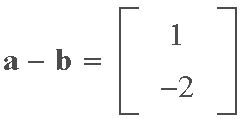 a − b = [ 1
−2 ]